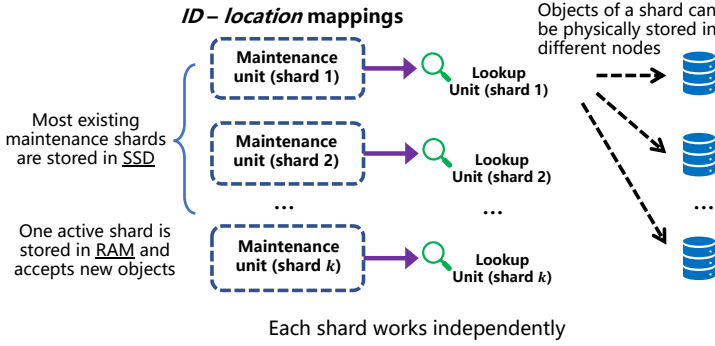 ID – location mappings
Objects of a shard can
be physically stored in
different nodes
Maintenance
unit (shard 1)
Lookup
Unit (shard 1)
Most existing
maintenance shards
are stored in SSD
Maintenance
unit (shard 2)
Lookup
Unit (shard 2)
...
...
...
One active shard is
stored in RAM and
accepts new objects
Maintenance
unit (shard k)
Lookup
Unit (shard k)
Each shard works independently